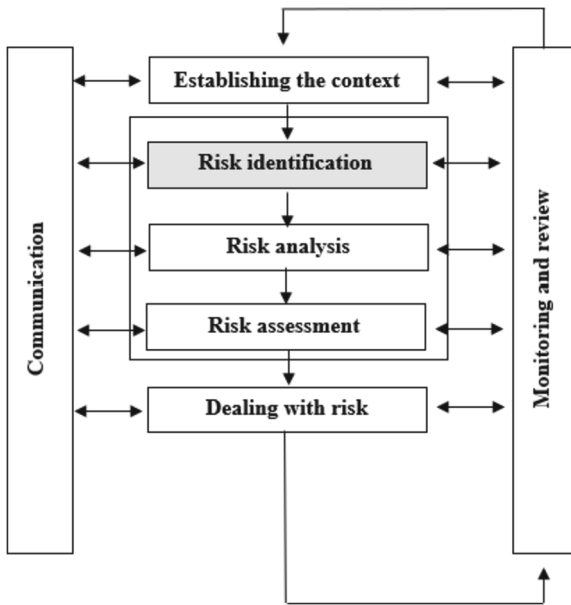 Establishing the context
Risk identification
Risk analysis
Risk assessment
Dealing with risk
Communication
Monitoring and review